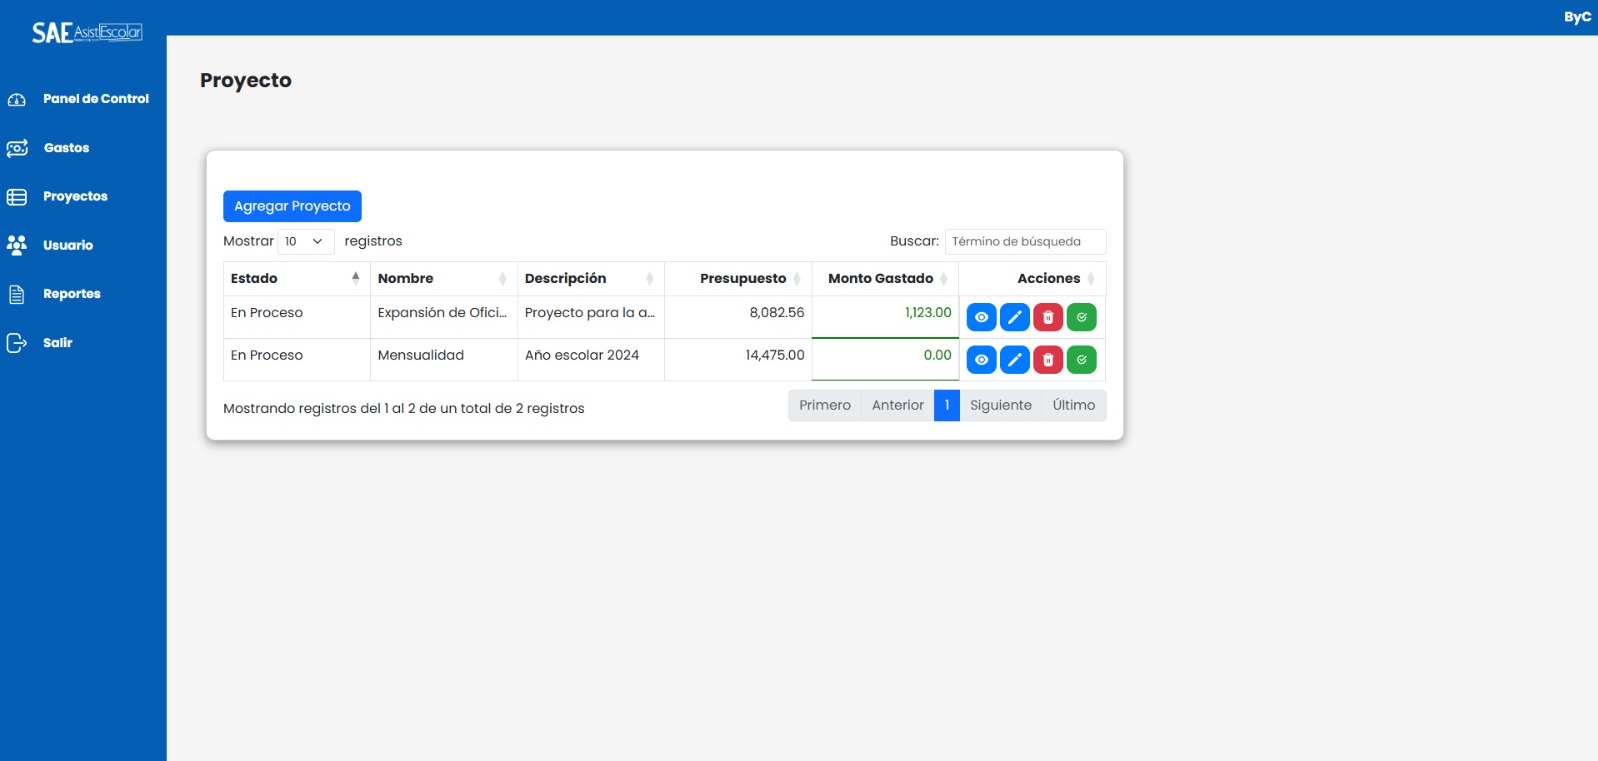 ByC
SAE AsistEscolar
Proyecto
Panel de Control
Gastos
Proyectos
Usuario
Reportes
Salir
Agregar Proyecto
Mostrar 10 registros
Buscar: Término de búsqueda
Estado Nombre Descripción Presupuesto Monto Gastado Acciones
En Proceso Expansión de Ofici... Proyecto para la a... 8,082.56 1,123.00
En Proceso Mensualidad Año escolar 2024 14,475.00 0.00
Mostrando registros del 1 al 2 de un total de 2 registros
Primero Anterior 1 Siguiente Último